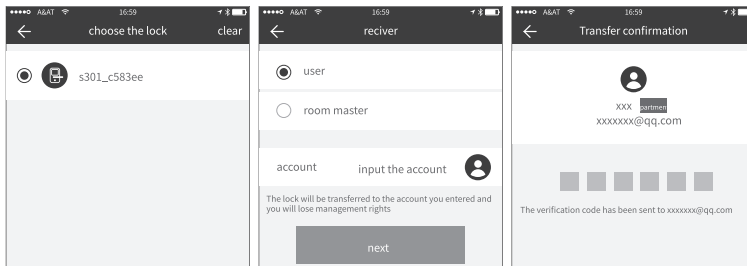 A&AT 16:59
choose the lock clear
s301_c583ee
A&AT 16:59
reciver
user
room master
account input the account
The lock will be transferred to the account you entered and
you will lose management rights
next
A&AT 16:59
Transfer confirmation
xxx partmen
xxxxxxx@qq.com
The verification code has been sent to xxxxxxx@qq.com